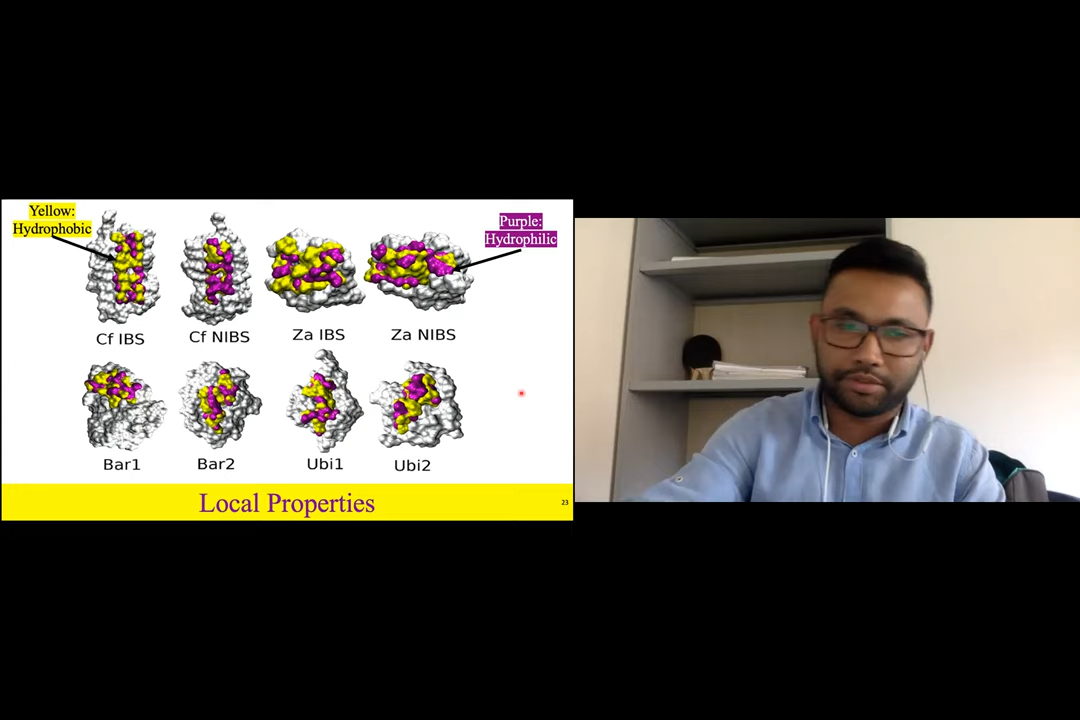 Yellow:
Hydrophobic
Purple:
Hydrophilic
Cf IBS
Cf NIBS
Za IBS
Za NIBS
Bar1
Bar2
Ubi1
Ubi2
Local Properties
23